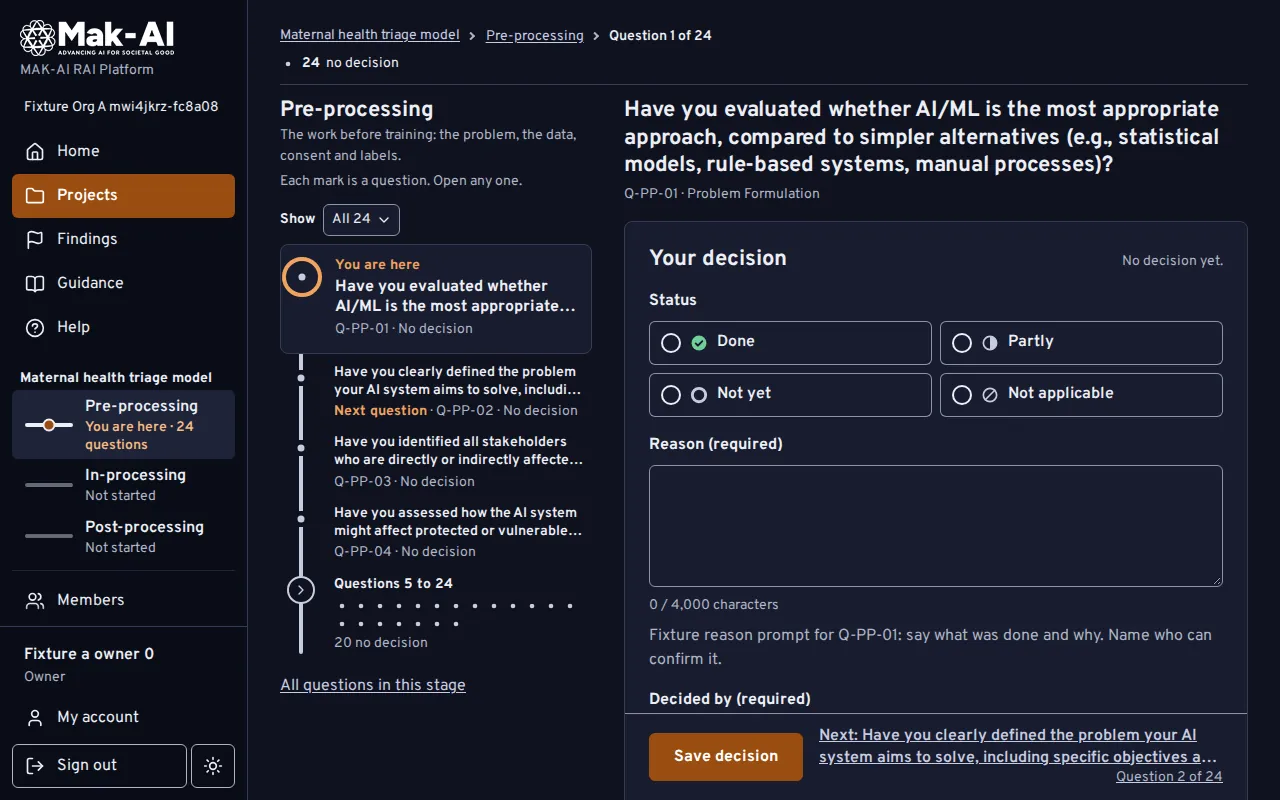 Mak-AI
ADVANCING AI FOR SOCIETAL GOOD
MAK-AI RAI Platform
Fixture Org A mwi4jkrz-fc8a08
Home
Projects
Findings
Guidance
Help
Maternal health triage model
Pre-processing
You are here · 24
questions
In-processing
Not started
Post-processing
Not started
Members
Fixture a owner 0
Owner
My account
Sign out
Maternal health triage model > Pre-processing > Question 1 of 24
• 24 no decision
Pre-processing
The work before training: the problem, the data,
consent and labels.
Each mark is a question. Open any one.
Show All 24
You are here
Have you evaluated whether
AI/ML is the most appropriate…
Q-PP-01 · No decision
Have you clearly defined the problem
your AI system aims to solve, includi…
Next question · Q-PP-02 · No decision
Have you identified all stakeholders
who are directly or indirectly affecte…
Q-PP-03 · No decision
Have you assessed how the AI system
might affect protected or vulnerable…
Q-PP-04 · No decision
Questions 5 to 24
20 no decision
All questions in this stage
Have you evaluated whether AI/ML is the most appropriate
approach, compared to simpler alternatives (e.g., statistical
models, rule-based systems, manual processes)?
Q-PP-01 · Problem Formulation
Your decision
No decision yet.
Status
Done
Partly
Not yet
Not applicable
Reason (required)
0 / 4,000 characters
Fixture reason prompt for Q-PP-01: say what was done and why. Name who can
confirm it.
Decided by (required)
Save decision
Next: Have you clearly defined the problem your AI
system aims to solve, including specific objectives a…
Question 2 of 24